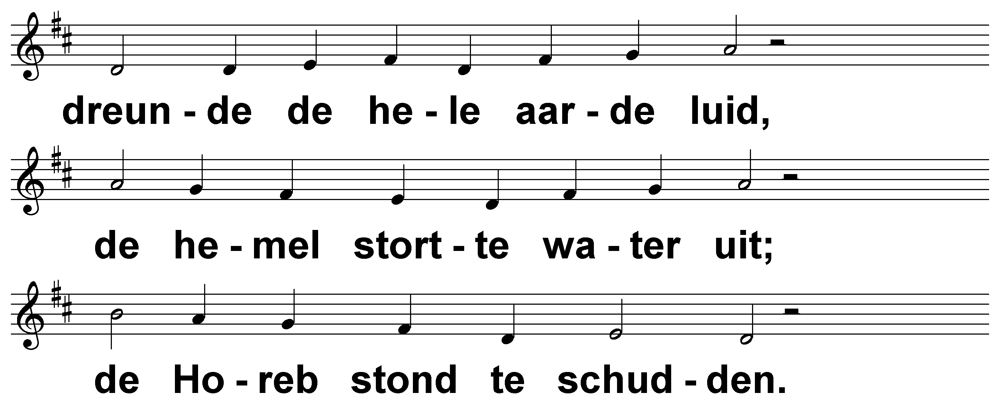 dreun - de de he - le aar - de luid,
de he - mel stort - te wa - ter uit;
de Ho - reb stond te schud - den.